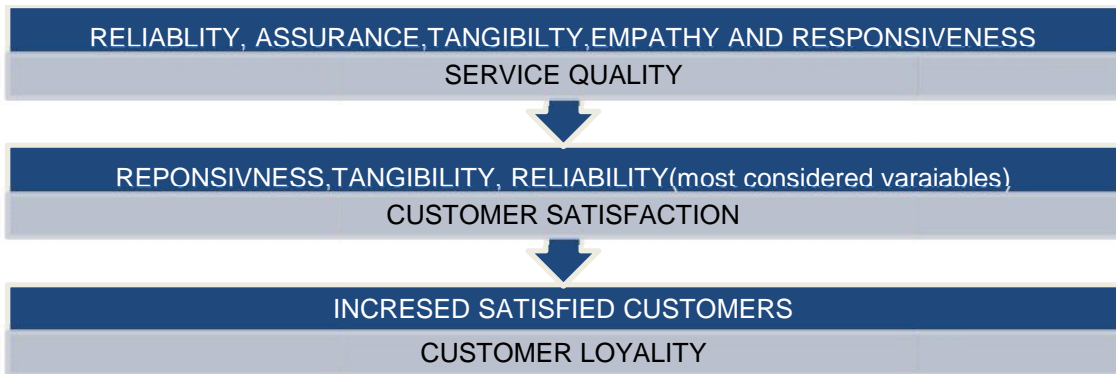 RELIABLITY, ASSURANCE,TANGIBILTY,EMPATHY AND RESPONSIVENESS
SERVICE QUALITY
REPONSIVNESS,TANGIBILITY, RELIABILITY(most considered varaiables)
CUSTOMER SATISFACTION
INCRESED SATISFIED CUSTOMERS
CUSTOMER LOYALITY